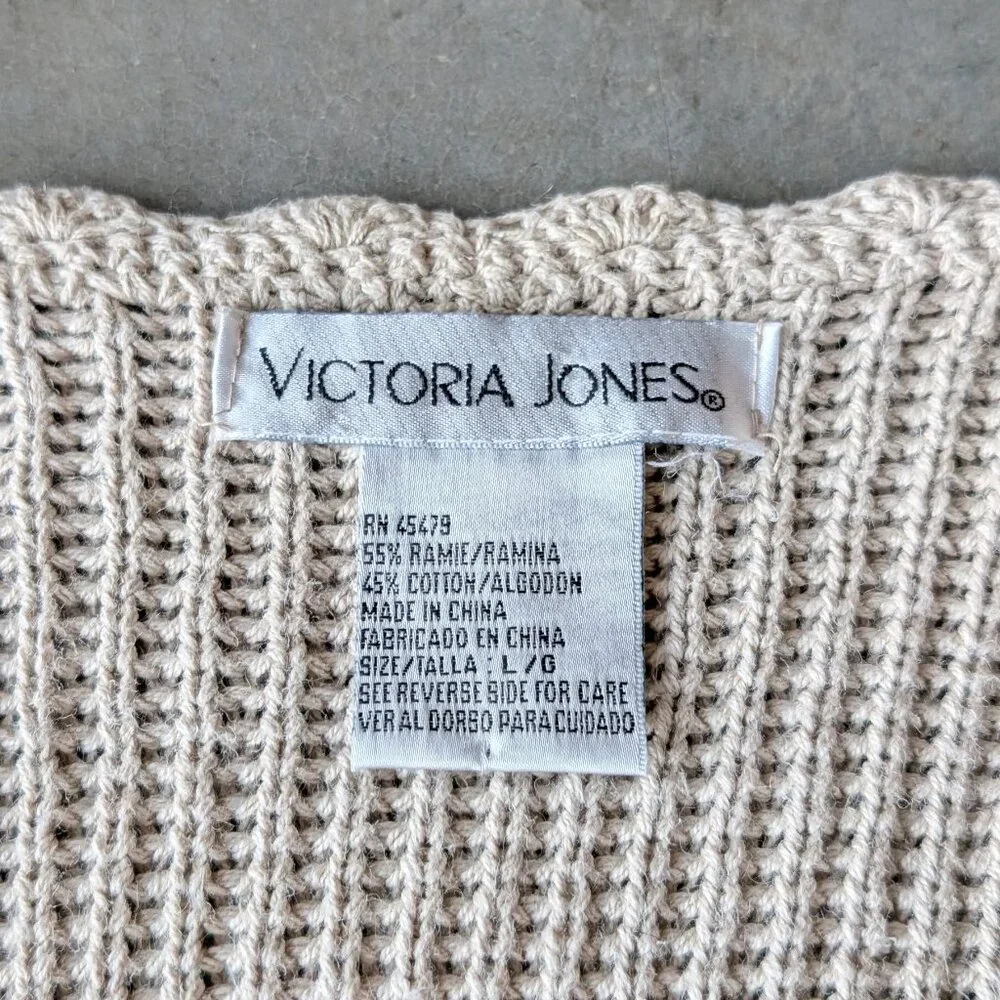 VICTORIA JONES®
RN 45479
55% RAMIE/RAMINA
45% COTTON/ALGODON
MADE IN CHINA
FABRICADO EN CHINA
SIZE/TALLA : L/G
SEE REVERSE SIDE FOR CARE
VER AL DORSO PARA CUIDADO